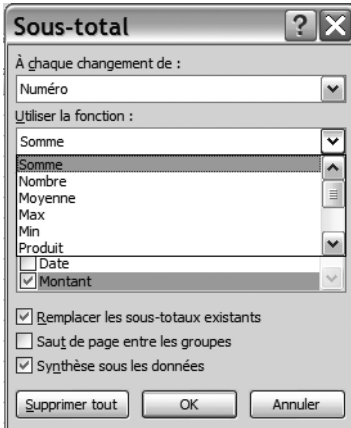 Sous-total
À chaque changement de :
Numéro
Utiliser la fonction :
Somme
Somme
Nombre
Moyenne
Max
Min
Produit
Date
Montant
Remplacer les sous-totaux existants
Saut de page entre les groupes
Synthèse sous les données
Supprimer tout OK Annuler